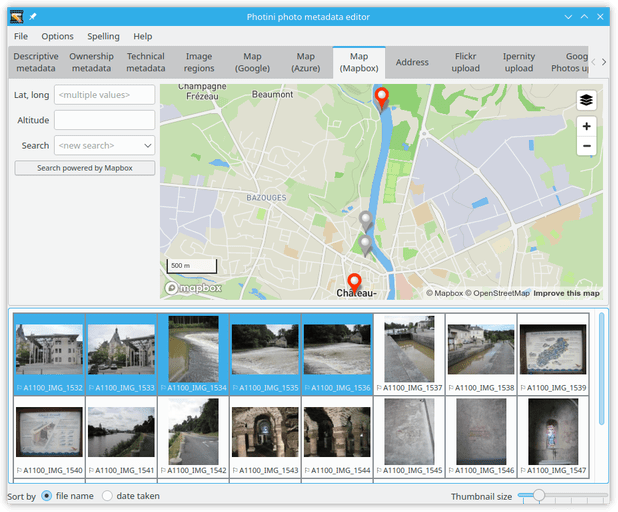 Photini photo metadata editor
File Options Spelling Help
Descriptive metadata
Ownership metadata
Technical metadata
Image regions
Map (Google)
Map (Azure)
Map (Mapbox)
Address
Flickr upload
Ipernity upload
Goog
Photos u
Lat, long <multiple values>
Altitude
Search <new search>
Search powered by Mapbox
Champagne
Frézeau
Beaumont
BAZOUGES
500 m
mapbox
Château-
© Mapbox © OpenStreetMap Improve this map
A1100_IMG_1532 A1100_IMG_1533 A1100_IMG_1534 A1100_IMG_1535 A1100_IMG_1536 A1100_IMG_1537 A1100_IMG_1538 A1100_IMG_1539
A1100_IMG_1540 A1100_IMG_1541 A1100_IMG_1542 A1100_IMG_1543 A1100_IMG_1544 A1100_IMG_1545 A1100_IMG_1546 A1100_IMG_1547
Sort by file name date taken Thumbnail size